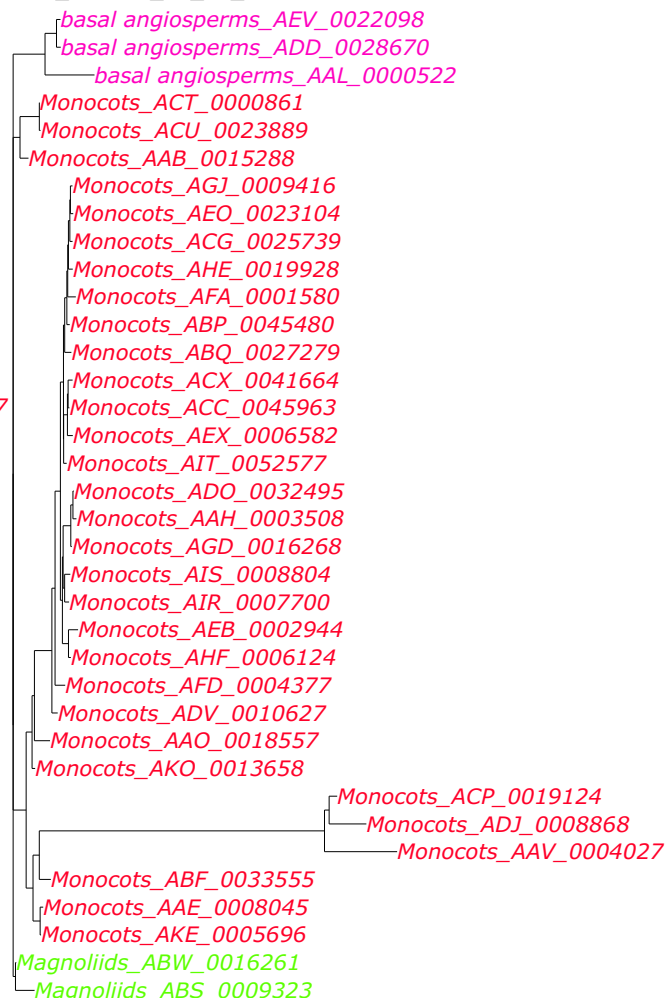 basal angiosperms_AEV_0022098
basal angiosperms_ADD_0028670
basal angiosperms_AAL_0000522
Monocots_ACT_0000861
Monocots_ACU_0023889
Monocots_AAB_0015288
Monocots_AGJ_0009416
Monocots_AEO_0023104
Monocots_ACG_0025739
Monocots_AHE_0019928
Monocots_AFA_0001580
Monocots_ABP_0045480
Monocots_ABQ_0027279
Monocots_ACX_0041664
7
Monocots_ACC_0045963
Monocots_AEX_0006582
Monocots_AIT_0052577
Monocots_ADO_0032495
Monocots_AAH_0003508
Monocots_AGD_0016268
Monocots_AIS_0008804
Monocots_AIR_0007700
Monocots_AEB_0002944
Monocots_AHF_0006124
Monocots_AFD_0004377
Monocots_ADV_0010627
Monocots_AAO_0018557
Monocots_AKO_0013658
Monocots_ACP_0019124
Monocots_ADJ_0008868
Monocots_AAV_0004027
Monocots_ABF_0033555
Monocots_AAE_0008045
Monocots_AKE_0005696
Magnoliids_ABW_0016261
Magnoliids_ABS_0009323